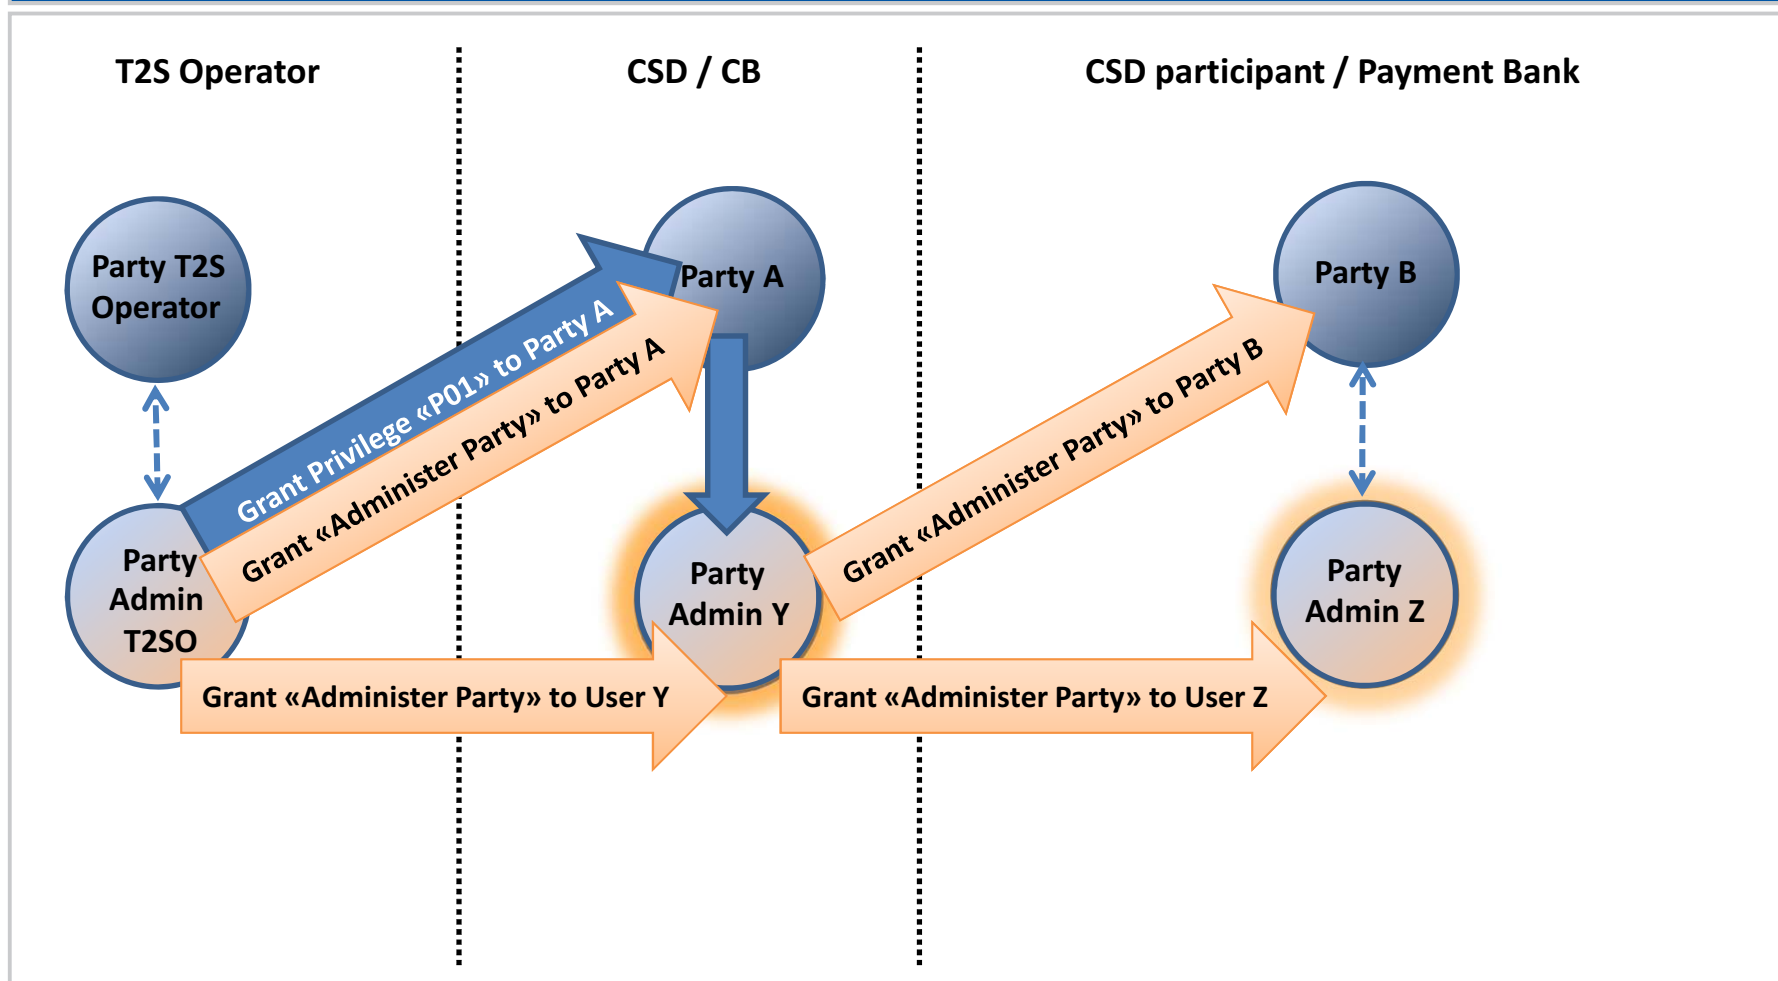 T2S Operator
CSD / CB
CSD participant / Payment Bank
Party T2S
Operator
Party A
Party B
Grant Privilege «P01» to Party A
Grant «Administer Party» to Party A
Grant «Administer Party» to Party B
Party
Admin
T2SO
Party
Admin Y
Party
Admin Z
Grant «Administer Party» to User Y
Grant «Administer Party» to User Z